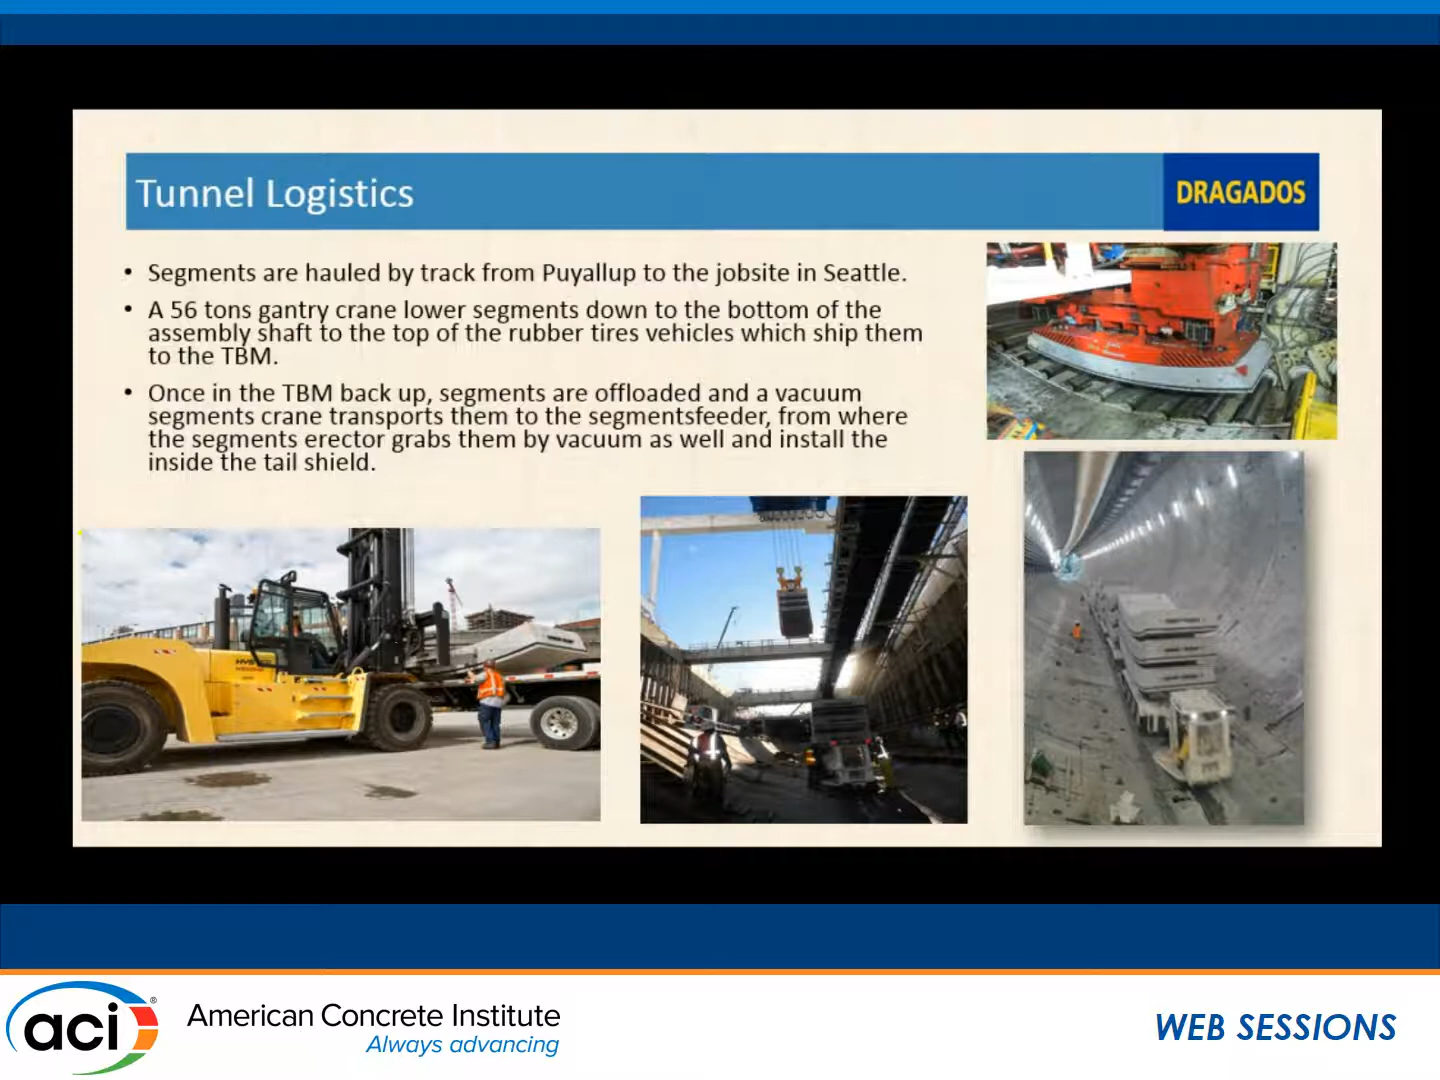 Tunnel Logistics
DRAGADOS
• Segments are hauled by track from Puyallup to the jobsite in Seattle.
• A 56 tons gantry crane lower segments down to the bottom of the
assembly shaft to the top of the rubber tires vehicles which ship them
to the TBM.
• Once in the TBM back up, segments are offloaded and a vacuum
segments crane transports them to the segmentsfeeder, from where
the segments erector grabs them by vacuum as well and install the
inside the tail shield.
aci®
American Concrete Institute
Always advancing
WEB SESSIONS